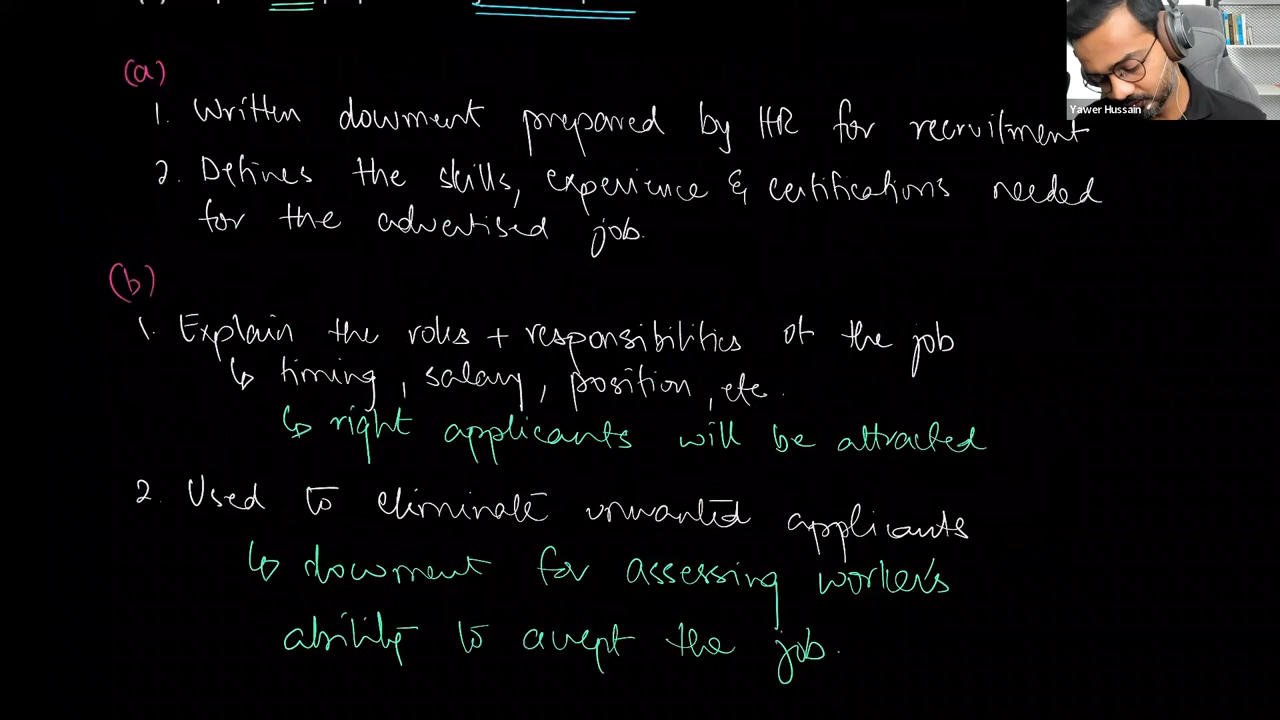 (a)
Yawer Hussain
1. Written document prepared by HR for recruitment
2. Defines the skills, experience & certifications needed
for the advertised job.
(b)
1. Explain the roles + responsibilities of the job
↳ timing, salary, position, etc.
↳ right applicants will be attracted
2. Used to eliminate unwanted applicants
↳ document for assessing worker's
ability to accept the job.